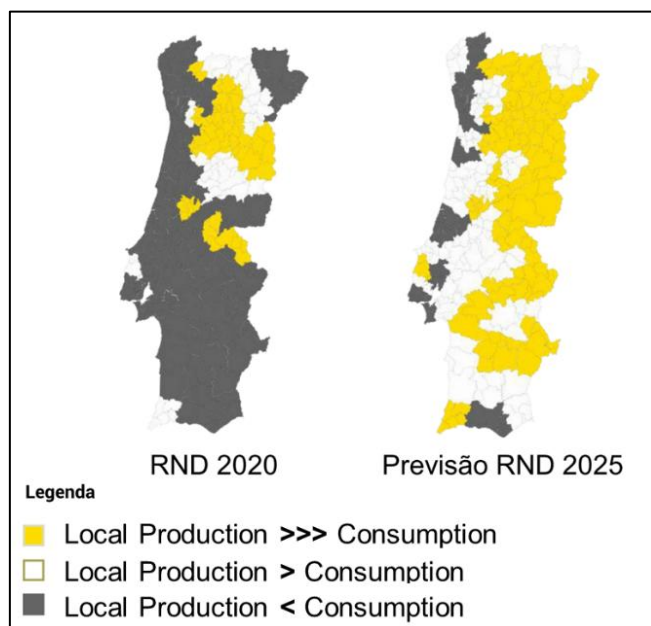 RND 2020
Previsão RND 2025
Legenda
Local Production >>> Consumption
Local Production > Consumption
Local Production < Consumption